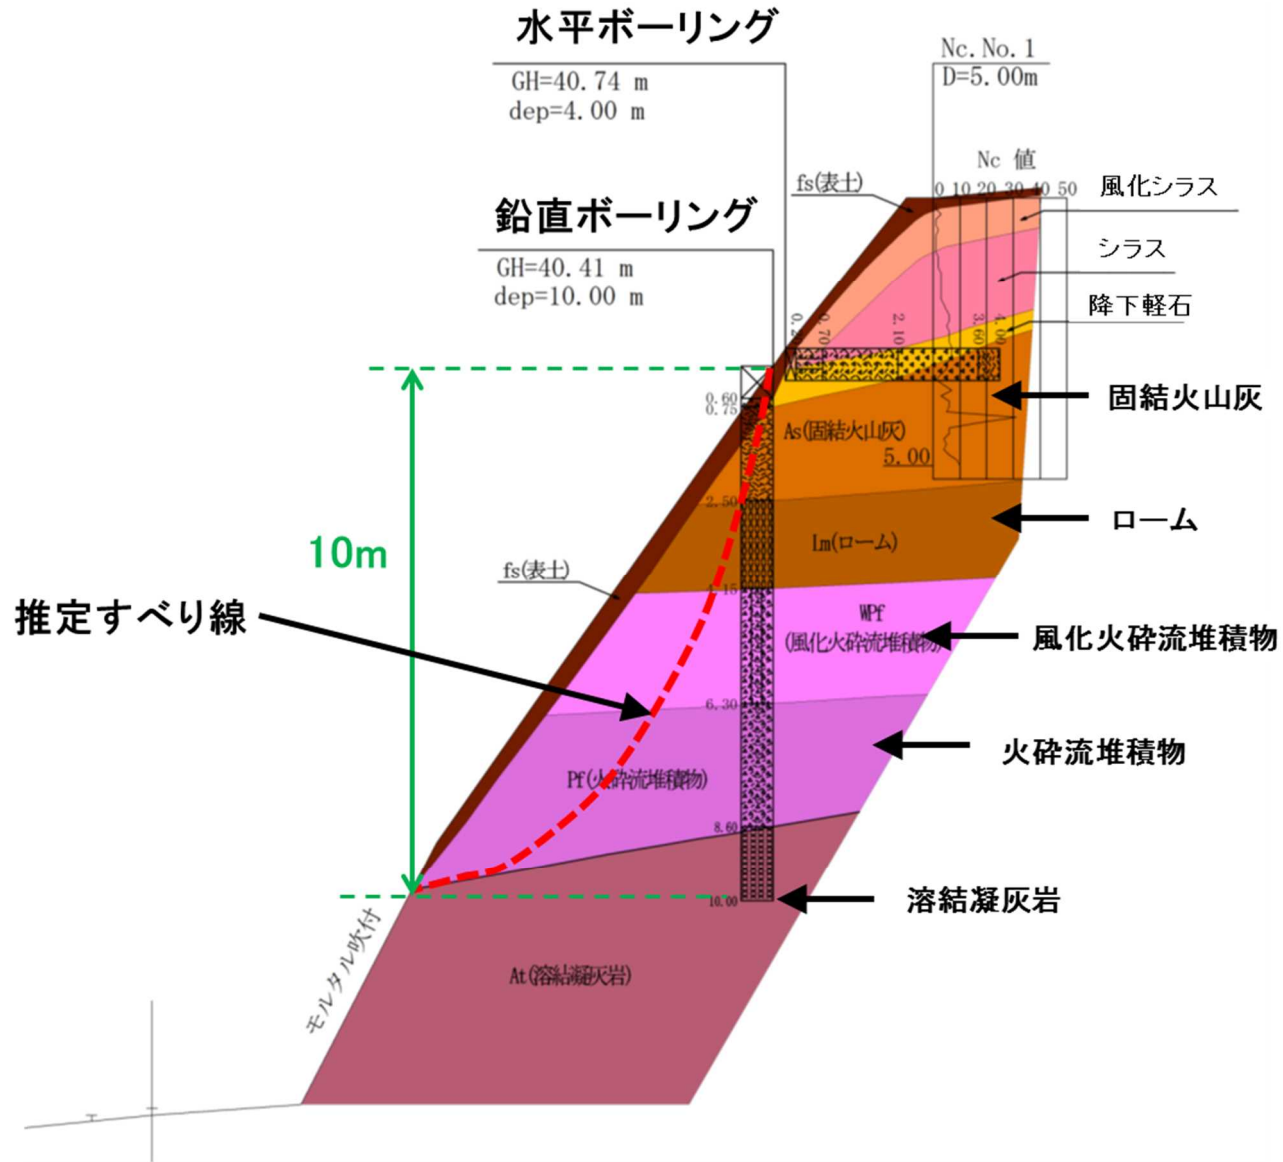 水平ボーリング
GH=40.74 m
dep=4.00 m
Nc.No.1
D=5.00m
Nc 値
0 10 20 30 40 50
fs(表土)
風化シラス
鉛直ボーリング
GH=40.41 m
dep=10.00 m
シラス
降下軽石
2.10
3.60
4.00
0.60
0.75
固結火山灰
As(固結火山灰)
5.00
2.50
ローム
Lm(ローム)
10m
fs(表土)
4.15
推定すべり線
WPf
(風化火砕流堆積物)
風化火砕流堆積物
6.30
火砕流堆積物
Pf(火砕流堆積物)
8.60
10.00
溶結凝灰岩
モルタル吹付
At(溶結凝灰岩)